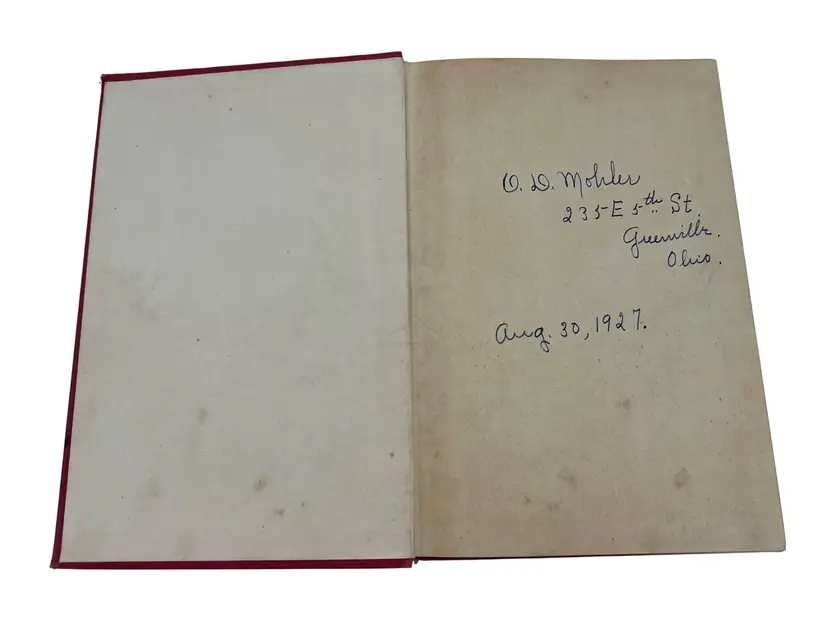 O. D. Mohler
235 E 5th St.
Greenville.
Ohio.
Aug. 30, 1927.